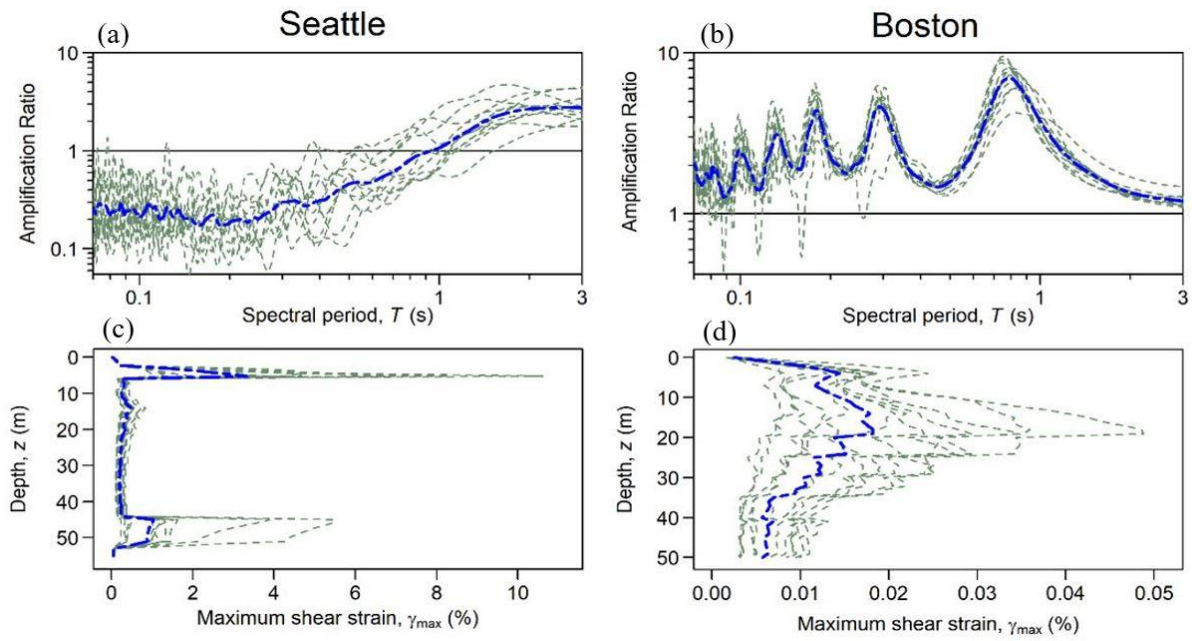 Seattle
Boston
(a)
(b)
10
1
0.1
Amplification Ratio
0.1
1
3
Spectral period, T (s)
10
1
Amplification Ratio
0.1
1
3
Spectral period, T (s)
(c)
(d)
0
10
20
30
40
50
Depth, z (m)
0
2
4
6
8
10
Maximum shear strain, γmax (%)
0
10
20
30
40
50
Depth, z (m)
0.00
0.01
0.02
0.03
0.04
0.05
Maximum shear strain, γmax (%)